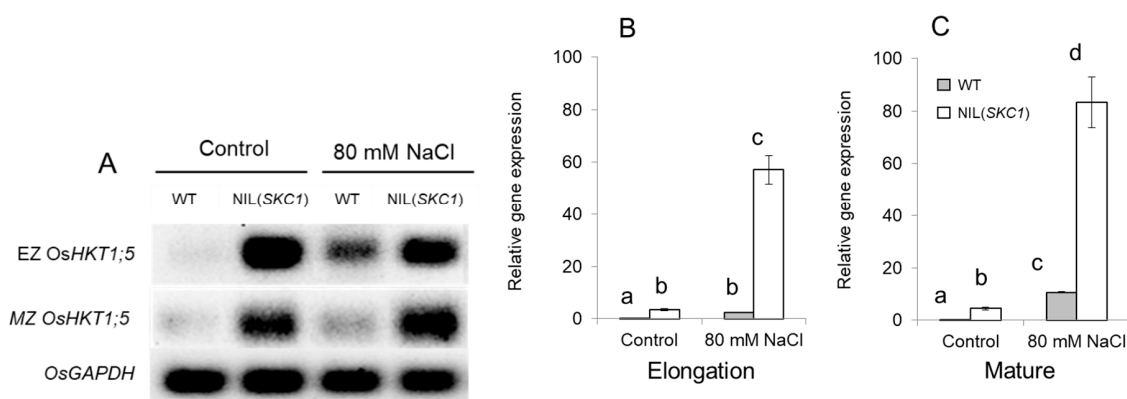 A
Control
80 mM NaCl
WT
NIL(SKC1)
WT
NIL(SKC1)
EZ OsHKT1;5
MZ OsHKT1;5
OsGAPDH
B
Relative gene expression
100
80
60
40
20
0
a
b
b
c
Control
80 mM NaCl
Elongation
C
Relative gene expression
100
80
60
40
20
0
WT
NIL(SKC1)
a
b
c
d
Control
80 mM NaCl
Mature